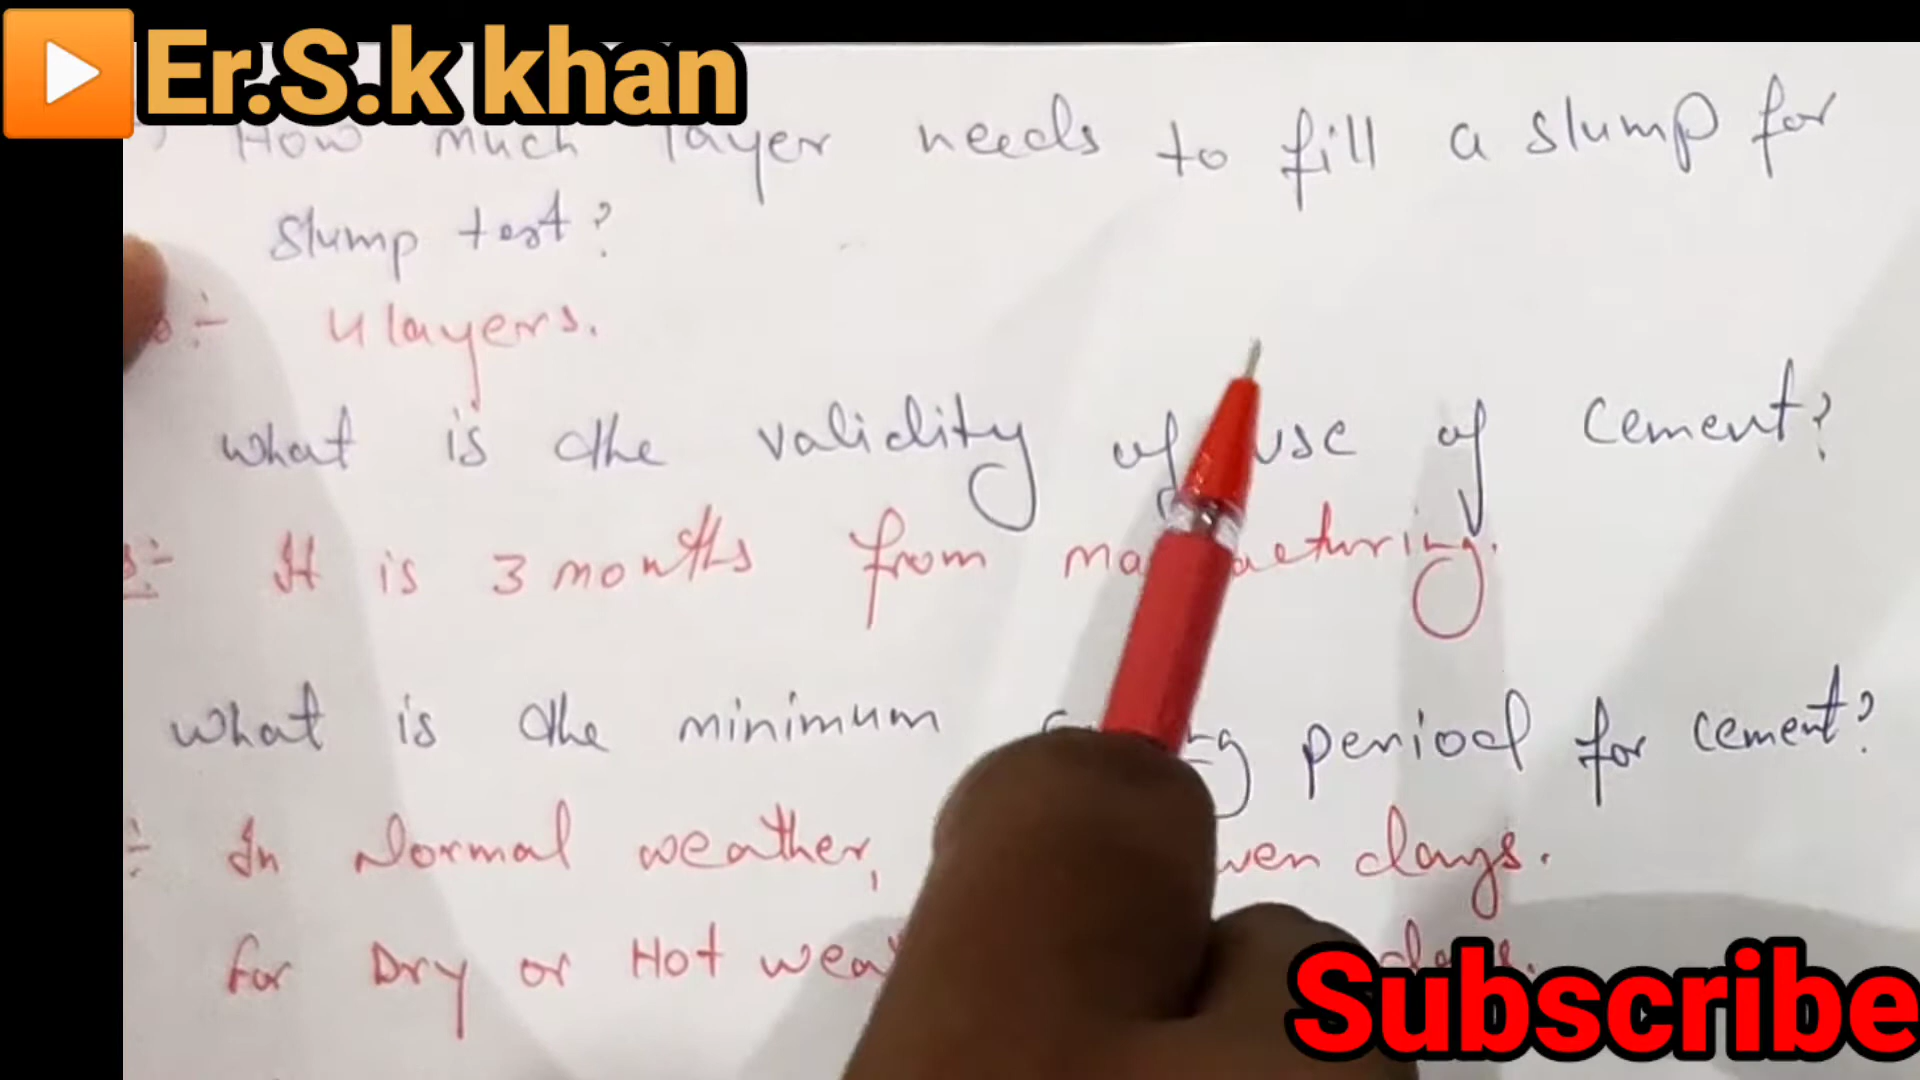 Er.S.k khan
How much layer needs to fill a slump for
slump test?
4 layers.
what is the validity of use of cement?
It is 3 months from
what is the minimum period for cement?
In Normal weather, days.
for Dry or Hot days.
Subscribe